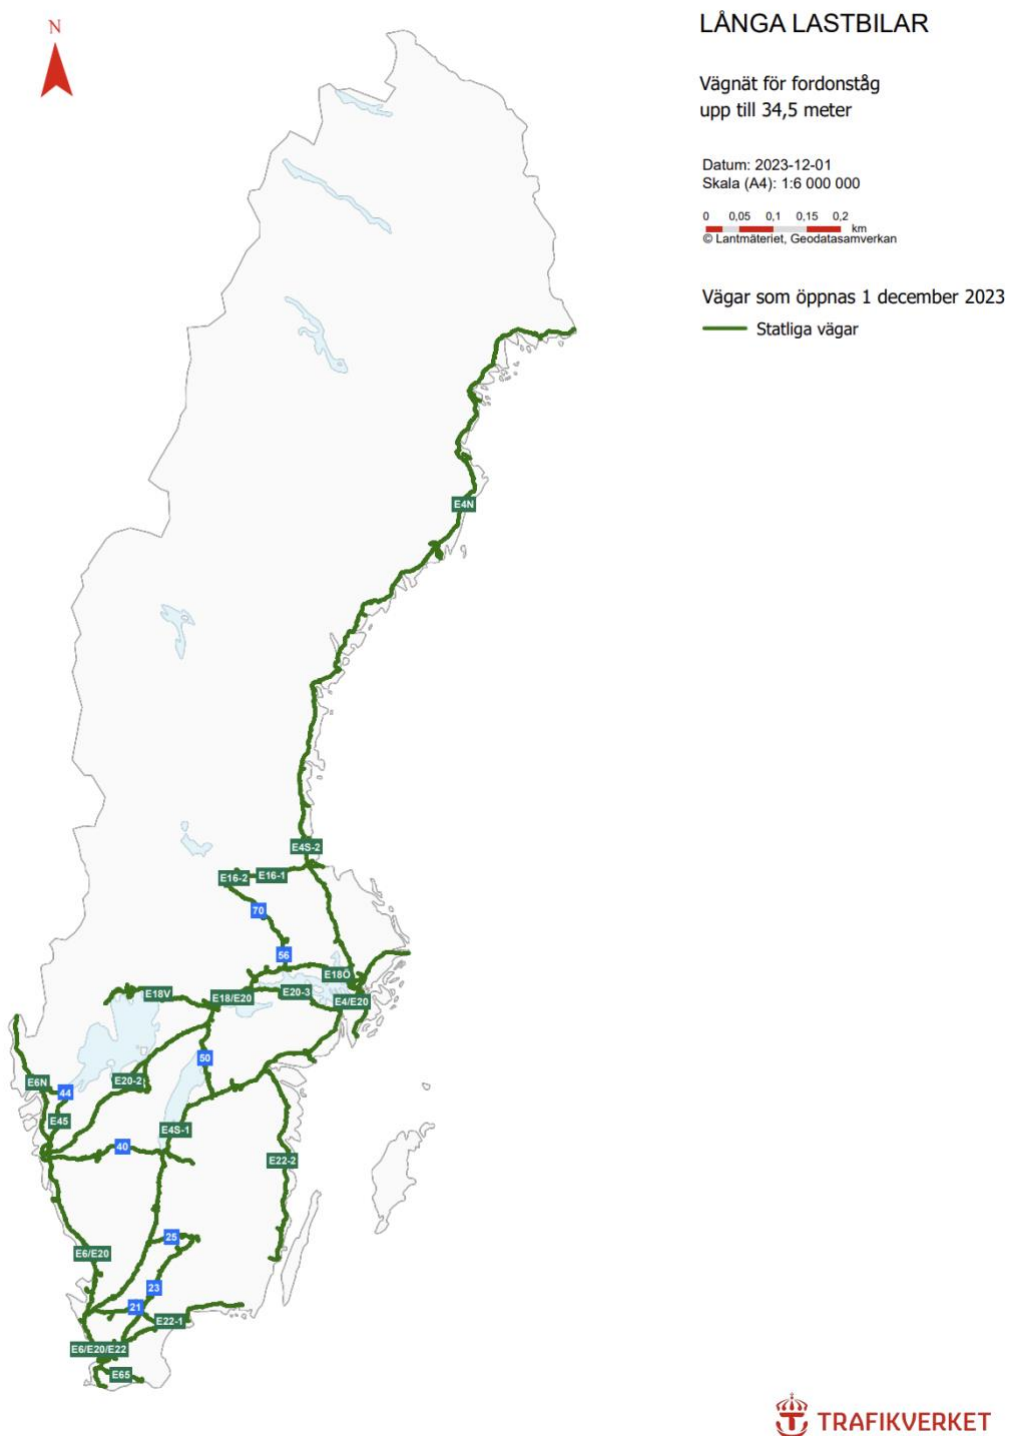 N
LÅNGA LASTBILAR
Vägnät för fordonståg
upp till 34,5 meter
Datum: 2023-12-01
Skala (A4): 1:6 000 000
0 0,05 0,1 0,15 0,2
km
© Lantmäteriet, Geodatasamverkan
Vägar som öppnas 1 december 2023
Statliga vägar
E4N
E4S-2
E16-2
E16-1
70
56
E18Ö
E18V
E18/E20
E20-3
E4/E20
50
E6N
44
E20-2
E45
E4S-1
40
E22-2
25
E6/E20
23
21
E22-1
E6/E20/E22
E65
TRAFIKVERKET